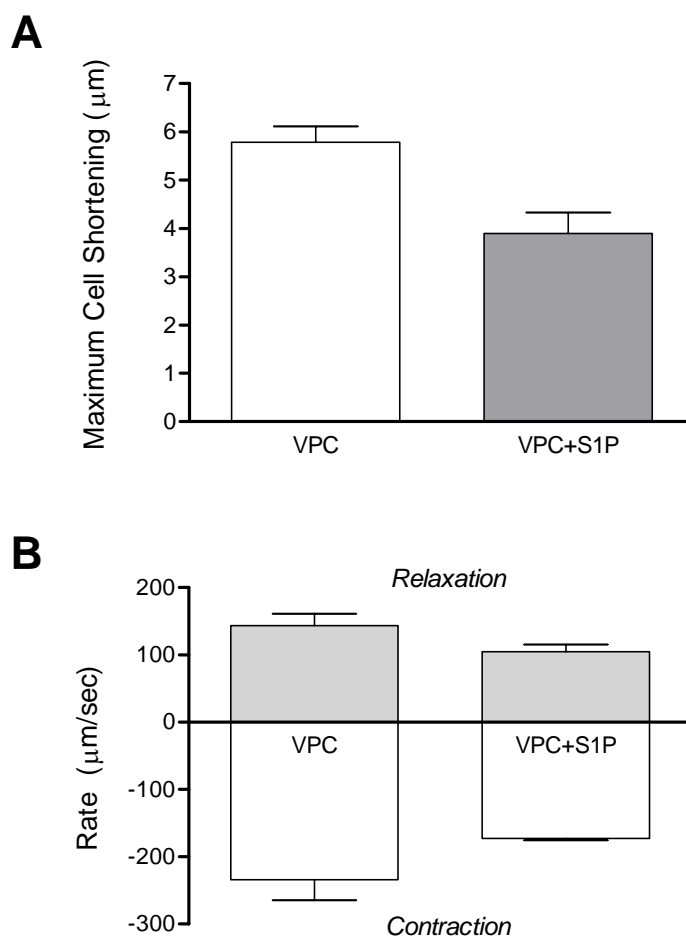 A
Maximum Cell Shortening (μm)
7
6
5
4
3
2
1
0
VPC
VPC+S1P
B
Relaxation
Rate (μm/sec)
200
100
0
-100
-200
-300
VPC
VPC+S1P
Contraction